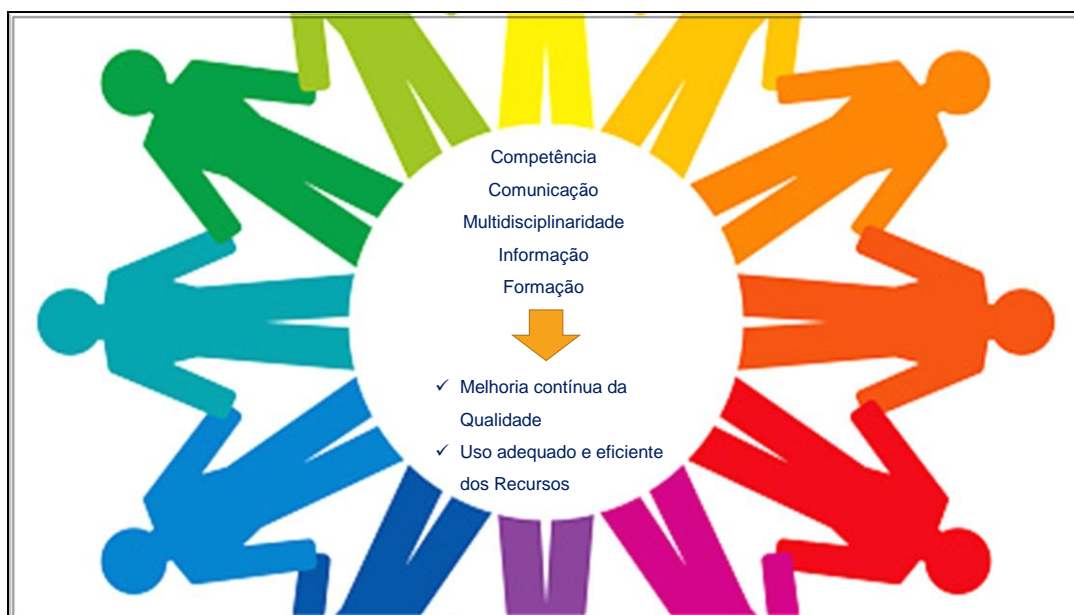 Competência
Comunicação
Multidisciplinaridade
Informação
Formação
✓ Melhoria contínua da
Qualidade
✓ Uso adequado e eficiente
dos Recursos